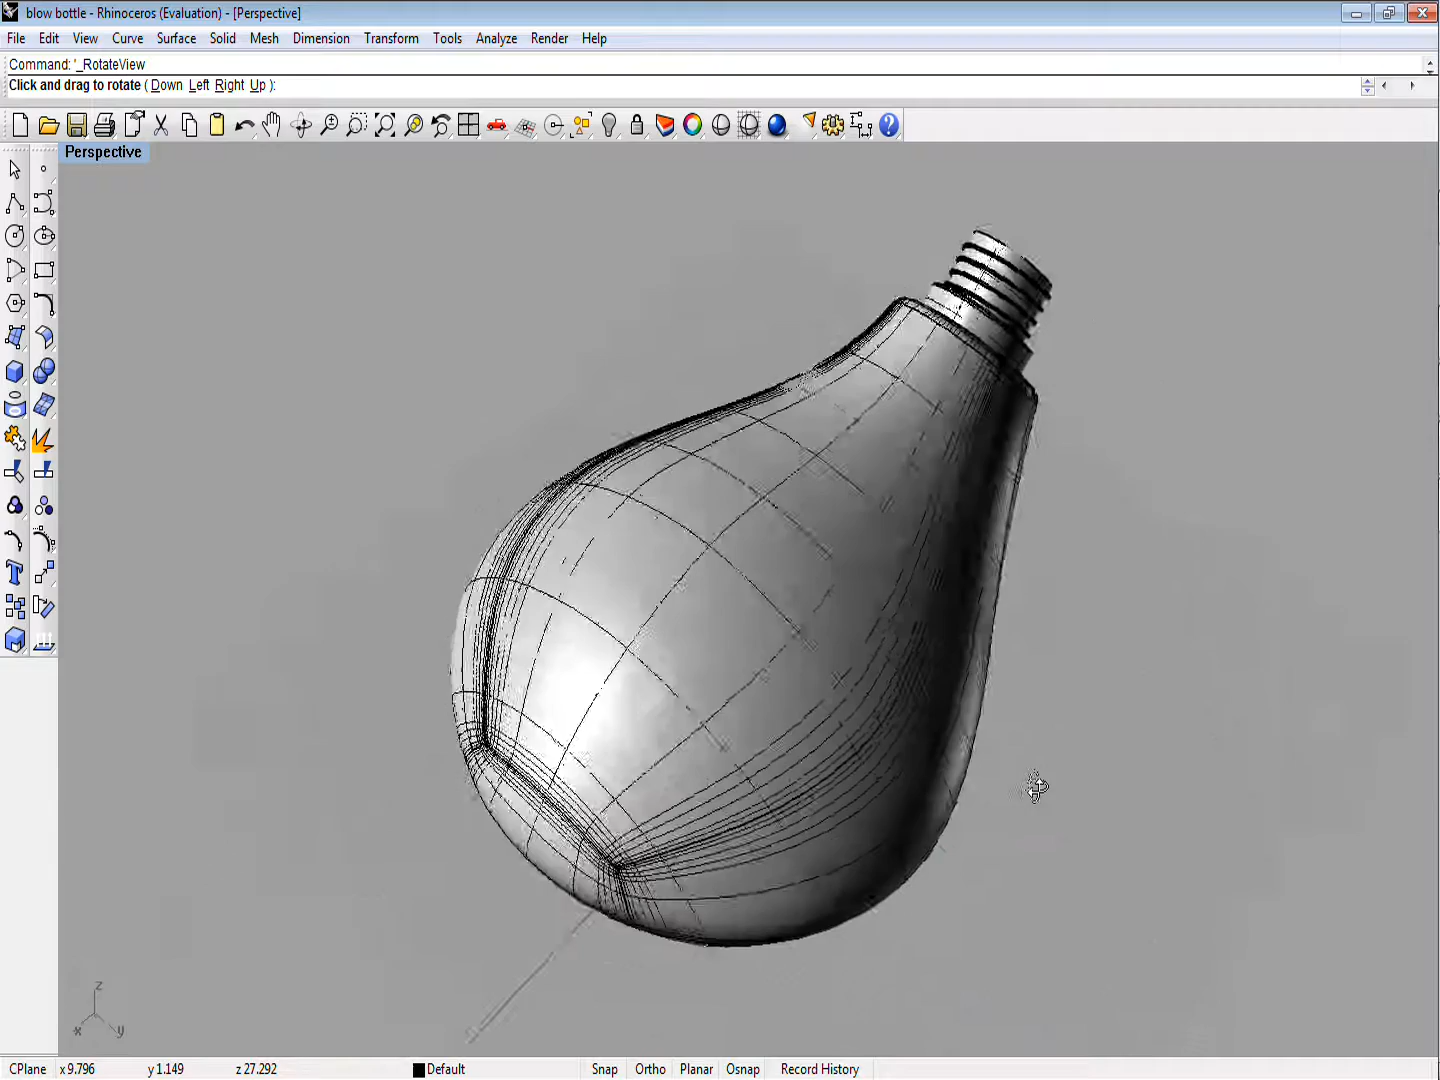 blow bottle - Rhinoceros (Evaluation) - [Perspective]
File Edit View Curve Surface Solid Mesh Dimension Transform Tools Analyze Render Help
Command: '_RotateView
Click and drag to rotate ( Down Left Right Up ):
Perspective
z
x y
CPlane x 9.796 y 1.149 z 27.292 Default Snap Ortho Planar Osnap Record History